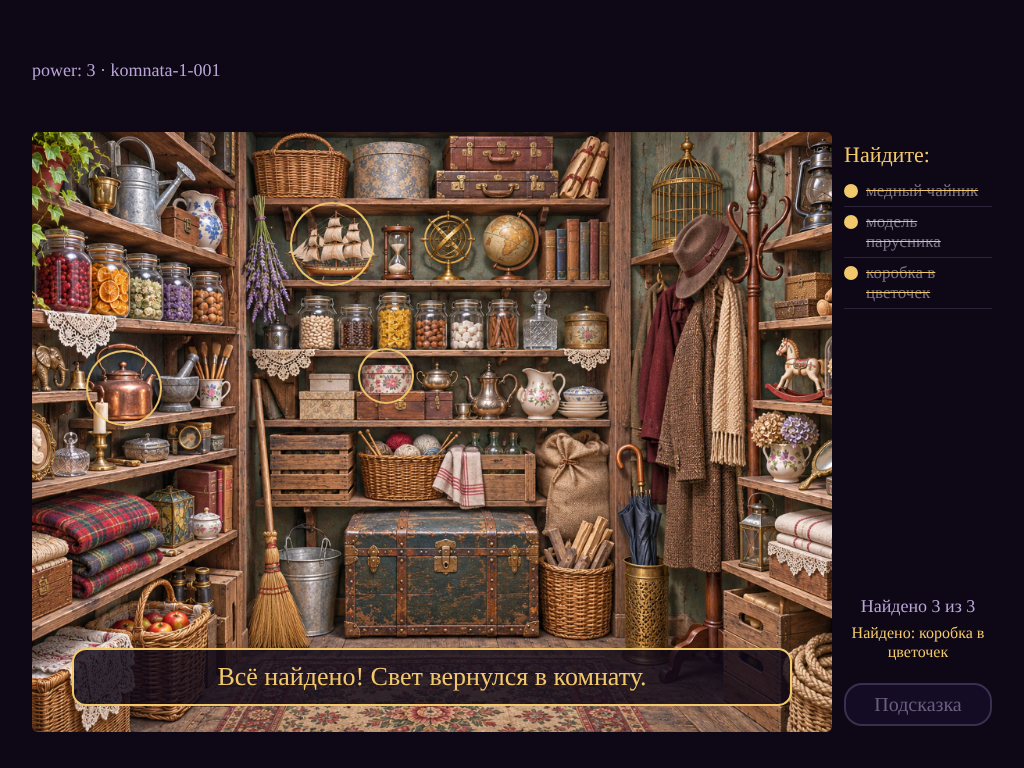 power: 3 · komnata-1-001
Найдите:
медный чайник
модель
парусника
коробка в
цветочек
Найдено 3 из 3
Найдено: коробка в
цветочек
Всё найдено! Свет вернулся в комнату.
Подсказка